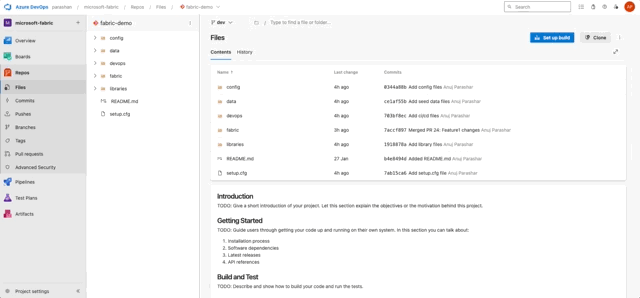 Azure DevOps parashan / microsoft-fabric / Repos / Files / fabric-demo
Search
AP
M microsoft-fabric +
Overview
Boards
Repos
Files
Commits
Pushes
Branches
Tags
Pull requests
Advanced Security
Pipelines
Test Plans
Artifacts
Project settings
fabric-demo
config
data
devops
fabric
libraries
README.md
setup.cfg
dev / Type to find a file or folder...
Files
Set up build
Clone
Contents History
Name ↑ Last change Commits
config 4h ago 0344a08b Add config files Anuj Parashar
data 4h ago ce1af55b Add seed data files Anuj Parashar
devops 4h ago 703bf8ec Add ci/cd files Anuj Parashar
fabric 3h ago 7accf097 Merged PR 24: Feature1 changes Anuj Parashar
libraries 4h ago 1918870a Add library files Anuj Parashar
README.md 27 Jan b4e8494d Added README.md Anuj Parashar
setup.cfg 4h ago 7ab15ca6 Add setup.cfg file Anuj Parashar
Introduction
TODO: Give a short introduction of your project. Let this section explain the objectives or the motivation behind this project.
Getting Started
TODO: Guide users through getting your code up and running on their own system. In this section you can talk about:
1. Installation process
2. Software dependencies
3. Latest releases
4. API references
Build and Test
TODO: Describe and show how to build your code and run the tests.